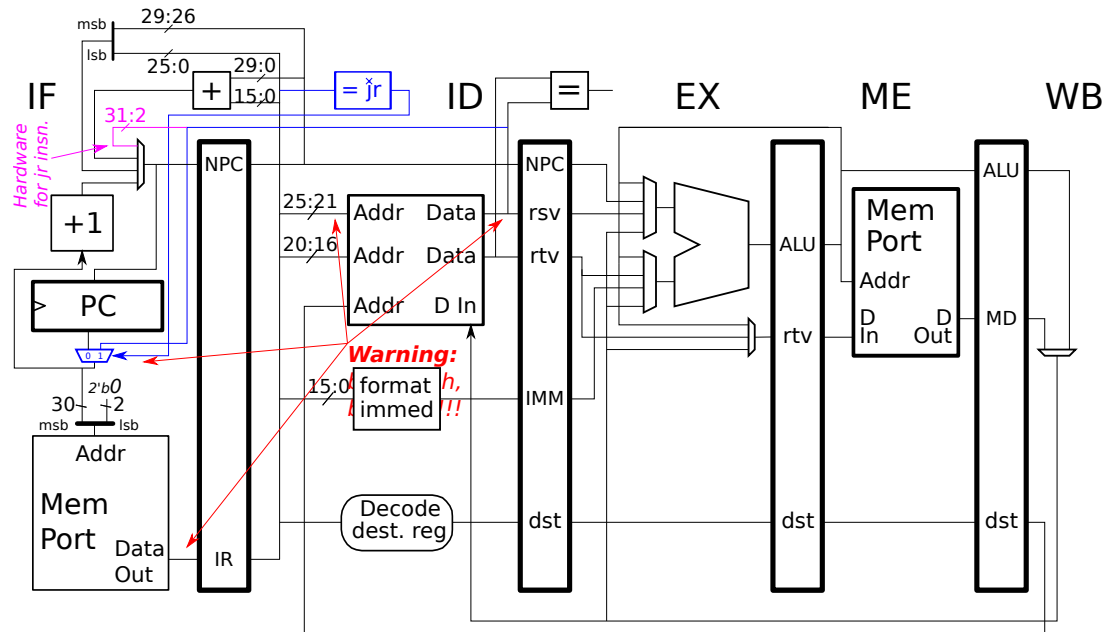 29:26
msb
lsb
25:0
29:0
15:0
+
= jr
x
=
IF
ID
EX
ME
WB
31:2
Hardware
for jr insn.
NPC
NPC
+1
PC
0 1
25:21
20:16
Addr
Data
Addr
Data
Addr
D In
rsv
rtv
ALU
ALU
Mem
Port
Addr
D
In
D
Out
rtv
MD
Warning:
h,
!!!
15:0
format
immed
IMM
2'b0
30
2
msb
lsb
Addr
Mem
Port
Data
Out
IR
Decode
dest. reg
dst
dst
dst